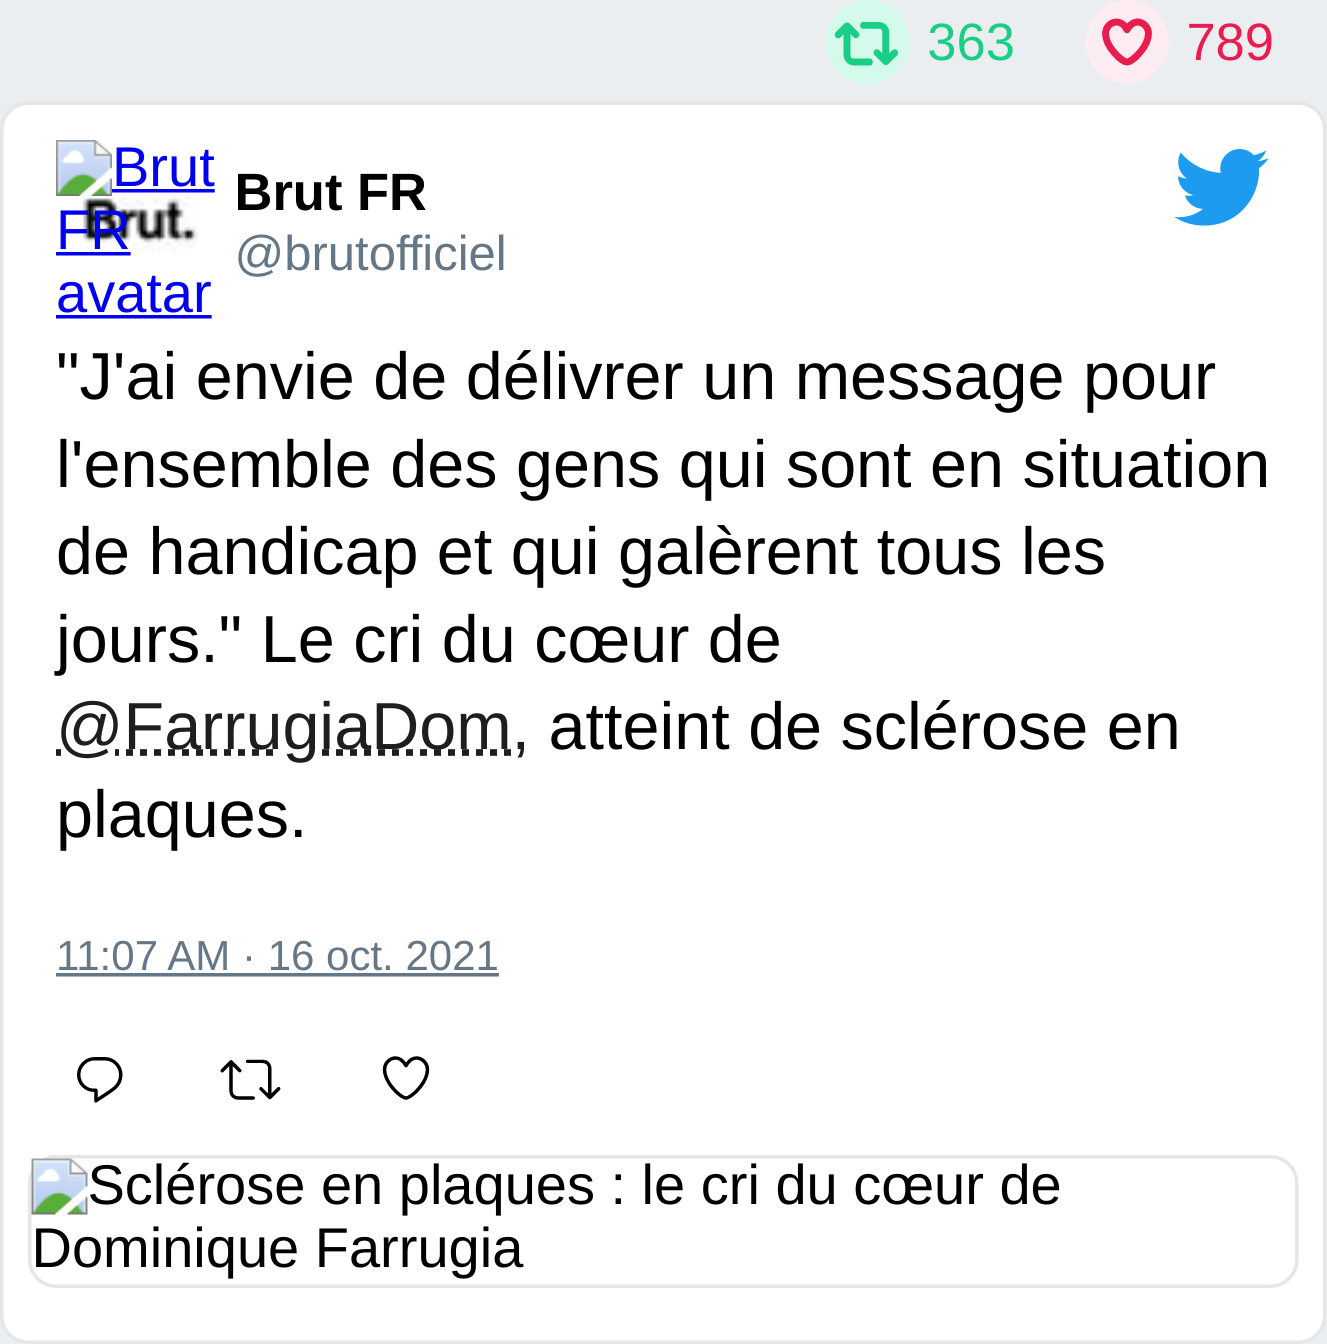 363 789
Brut FR avatar
Brut.
Brut FR
@brutofficiel
"J'ai envie de délivrer un message pour
l'ensemble des gens qui sont en situation
de handicap et qui galèrent tous les
jours." Le cri du cœur de
@FarrugiaDom, atteint de sclérose en
plaques.
11:07 AM · 16 oct. 2021
Sclérose en plaques : le cri du cœur de
Dominique Farrugia